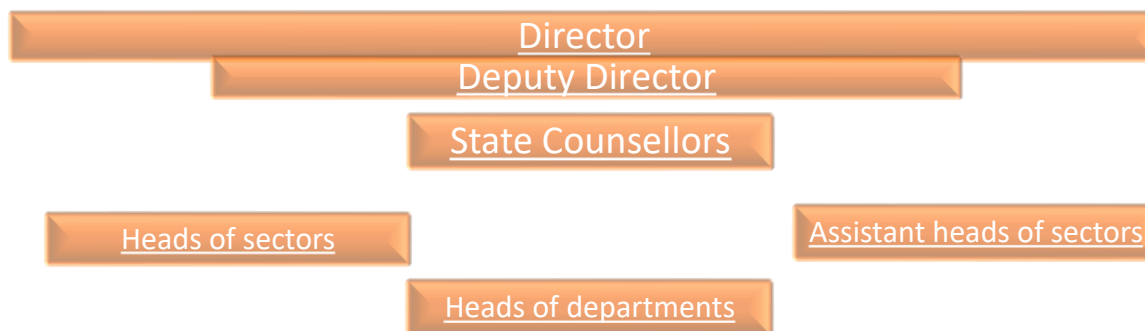 Director
Deputy Director
State Counsellors
Heads of sectors
Assistant heads of sectors
Heads of departments